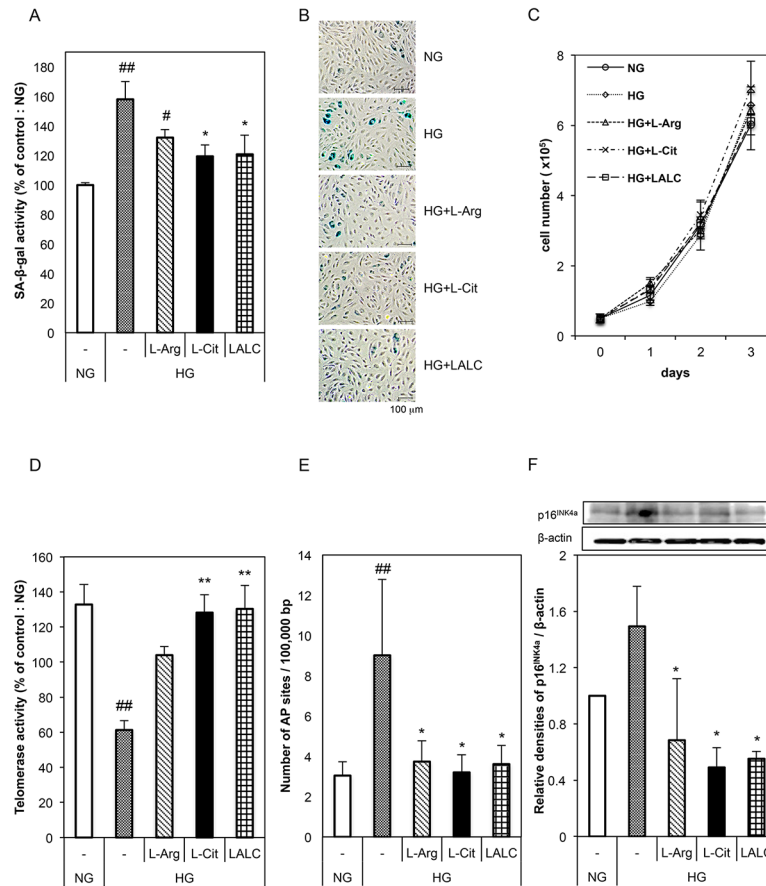 A
SA-β-gal activity (% of control : NG)
180
160
140
120
100
80
60
40
20
0
##
#
*
*
-
-
L-Arg
L-Cit
LALC
NG
HG
B
NG
HG
HG+L-Arg
HG+L-Cit
HG+LALC
100 μm
C
cell number ( x10⁵)
8
6
4
2
0
NG
HG
HG+L-Arg
HG+L-Cit
HG+LALC
0
1
2
3
days
D
Telomerase activity (% of control : NG)
160
140
120
100
80
60
40
20
0
##
**
**
-
-
L-Arg
L-Cit
LALC
NG
HG
E
Number of AP sites / 100,000 bp
14
12
10
8
6
4
2
0
##
*
*
*
-
-
L-Arg
L-Cit
LALC
NG
HG
F
p16ᴵᴺᴷ⁴ᵃ
β-actin
Relative densities of p16ᴵᴺᴷ⁴ᵃ / β-actin
2
1.6
1.2
0.8
0.4
0
*
*
*
-
-
L-Arg
L-Cit
LALC
NG
HG